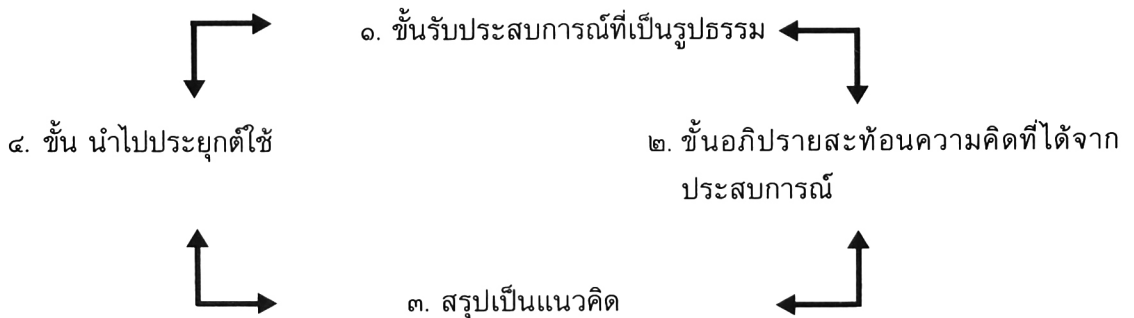 ๑. ขั้นรับประสบการณ์ที่เป็นรูปธรรม
๔. ขั้น นำไปประยุกต์ใช้
๒. ขั้นอภิปรายสะท้อนความคิดที่ได้จาก
ประสบการณ์
๓. สรุปเป็นแนวคิด